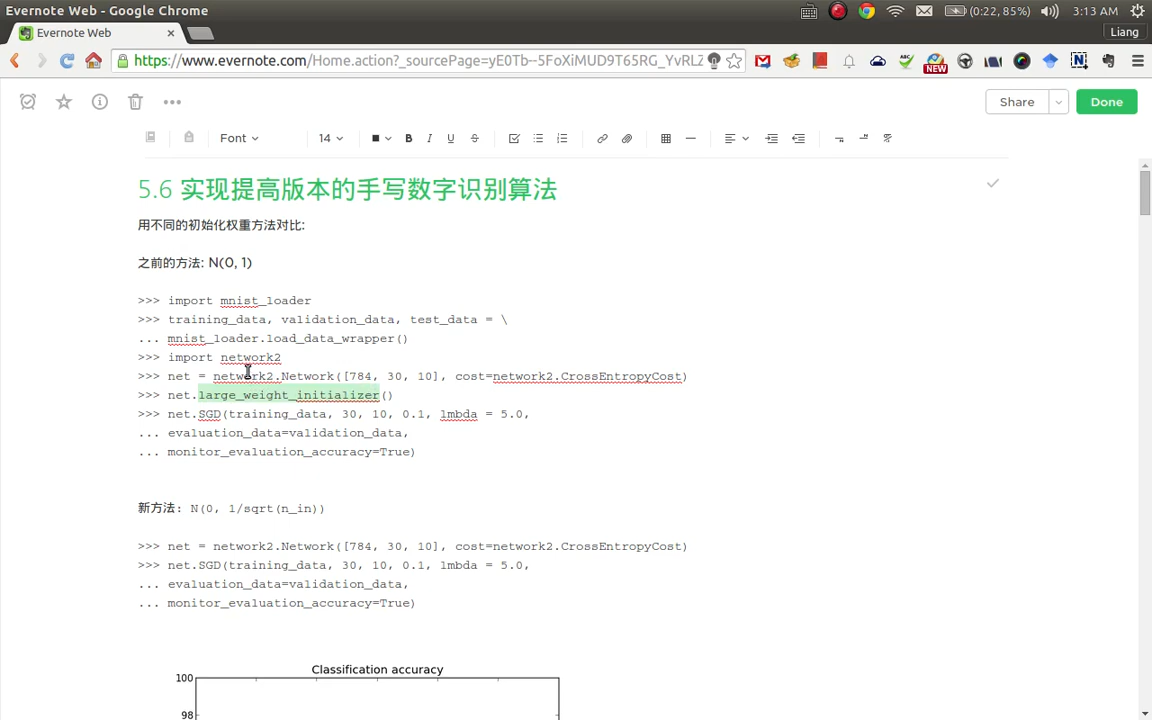 Evernote Web - Google Chrome
(0:22, 85%)
3:13 AM
Evernote Web
Liang
https://www.evernote.com/Home.action?_sourcePage=yE0Tb--5FoXiMUD9T65RG_YvRLZ
NEW
Share
Done
Font
14
5.6 实现提高版本的手写数字识别算法
用不同的初始化权重方法对比:
之前的方法: N(0, 1)
>>> import mnist_loader
>>> training_data, validation_data, test_data = \
... mnist_loader.load_data_wrapper()
>>> import network2
>>> net = network2.Network([784, 30, 10], cost=network2.CrossEntropyCost)
>>> net.large_weight_initializer()
>>> net.SGD(training_data, 30, 10, 0.1, lmbda = 5.0,
... evaluation_data=validation_data,
... monitor_evaluation_accuracy=True)
新方法: N(0, 1/sqrt(n_in))
>>> net = network2.Network([784, 30, 10], cost=network2.CrossEntropyCost)
>>> net.SGD(training_data, 30, 10, 0.1, lmbda = 5.0,
... evaluation_data=validation_data,
... monitor_evaluation_accuracy=True)
Classification accuracy
100
98